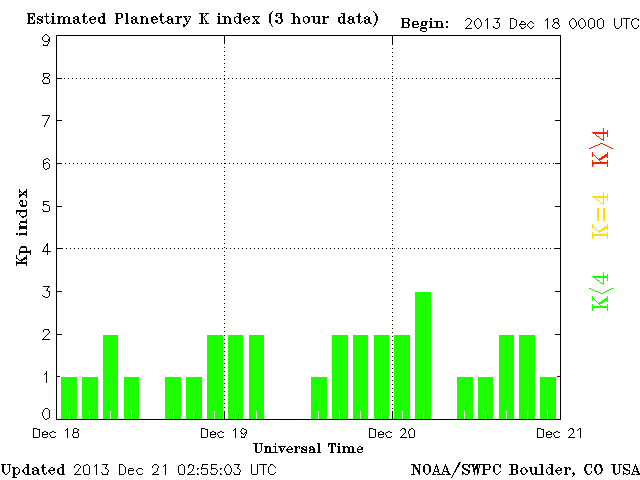 Estimated Planetary K index (3 hour data) Begin: 2013 Dec 18 0000 UTC
9
8
7
6
5
4
3
2
1
0
Kp index
K>4
K=4
K<4
Dec 18 Dec 19 Dec 20 Dec 21
Universal Time
Updated 2013 Dec 21 02:55:03 UTC NOAA/SWPC Boulder, CO USA